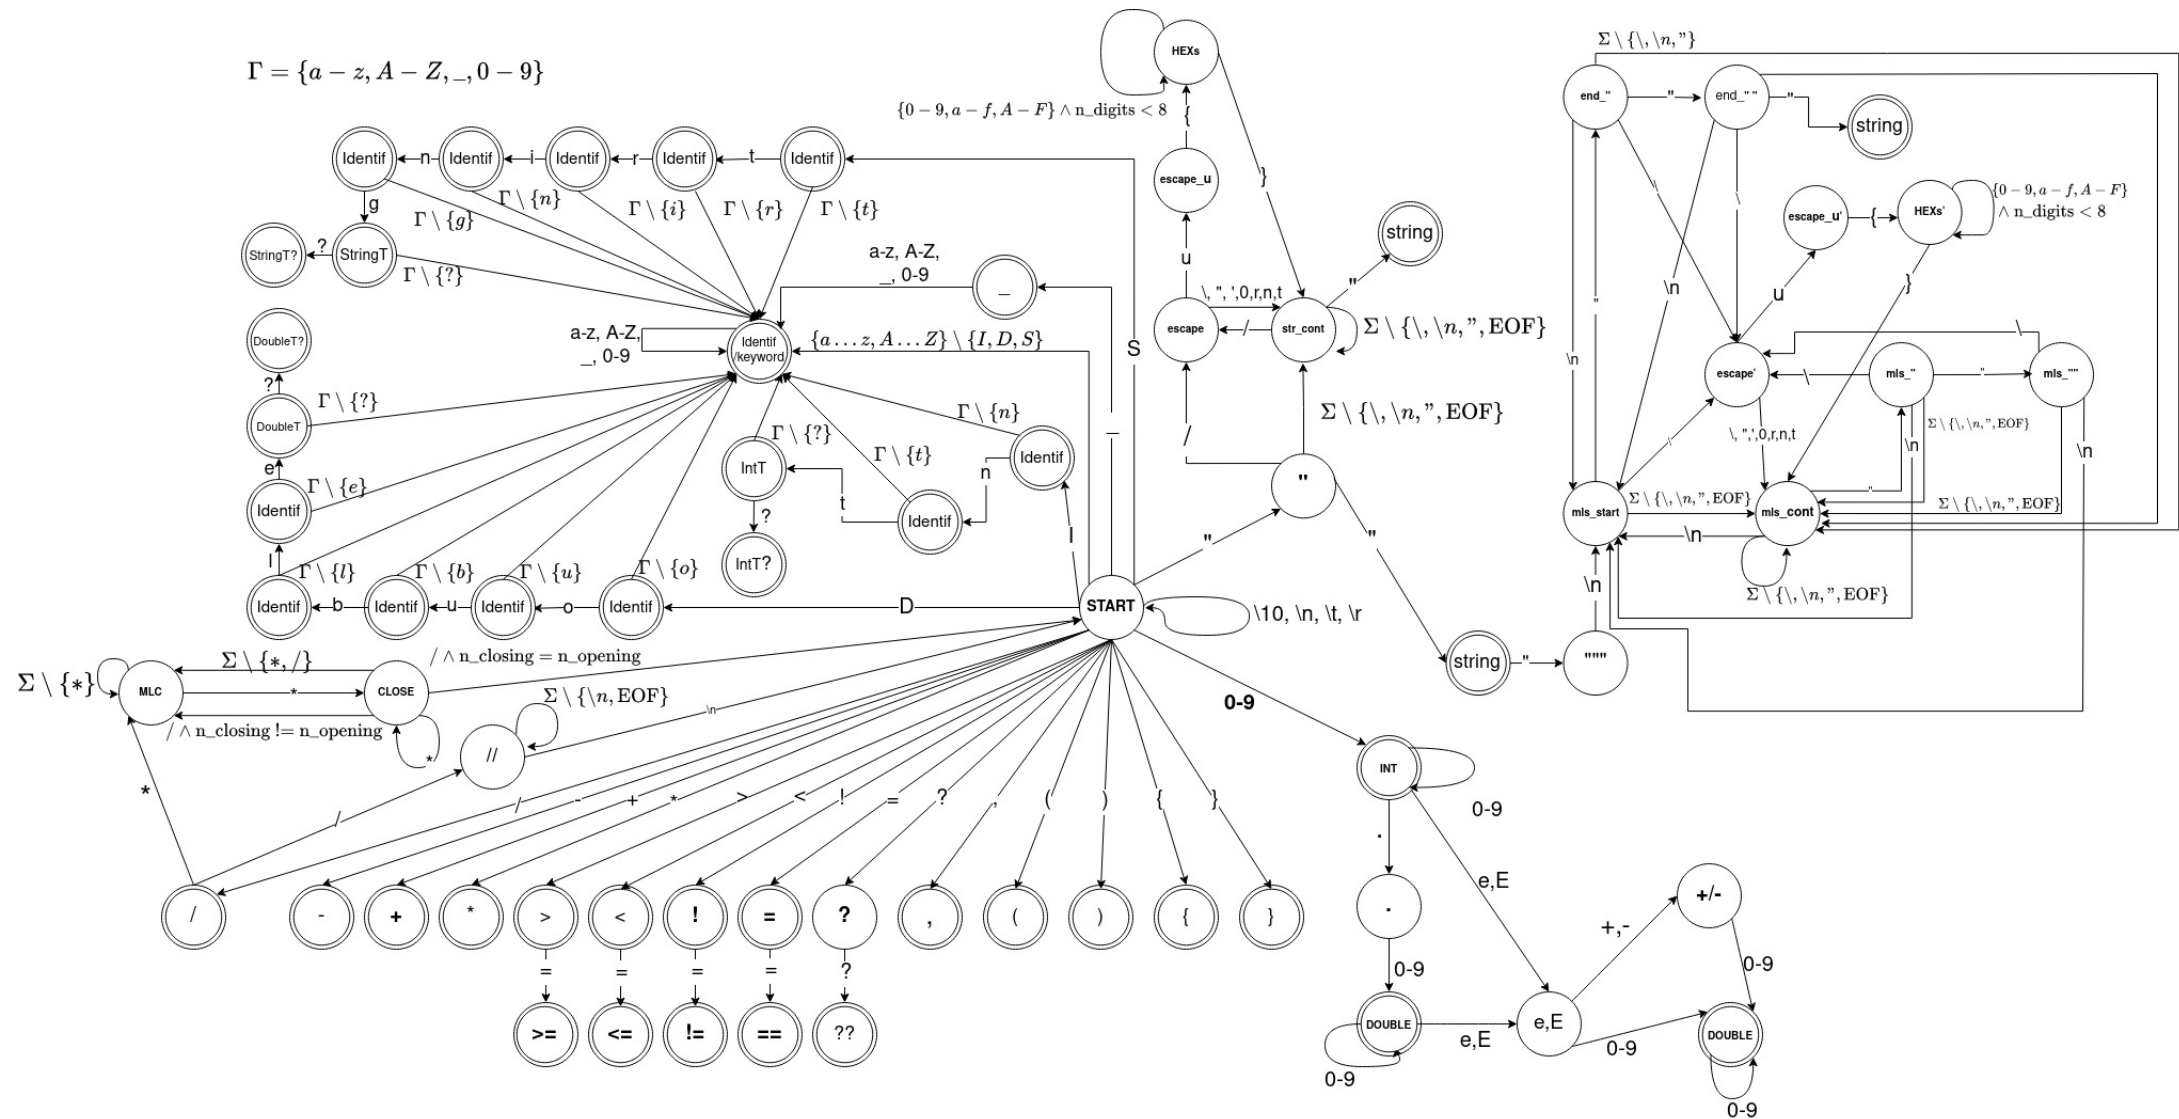 Γ = {a − z, A − Z, _, 0 − 9}
HEXs
{0 − 9, a − f, A − F} ∧ n_digits < 8
{
}
escape_u
u
escape
\, ", ',0,r,n,t
/
str_cont
"
string
Σ \ {\, \n, ", EOF}
Σ \ {\, \n, ", EOF}
/
"
"
"
string
"
"""
\n
Identif
n
Identif
i
Identif
r
Identif
t
Identif
S
g
Γ \ {g}
Γ \ {n}
Γ \ {i}
Γ \ {r}
Γ \ {t}
StringT?
?
StringT
Γ \ {?}
a-z, A-Z,
_, 0-9
_
_
a-z, A-Z,
_, 0-9
Identif
/keyword
{a … z, A … Z} \ {I, D, S}
DoubleT?
?
DoubleT
Γ \ {?}
e
Identif
Γ \ {e}
l
Identif
Γ \ {l}
b
Identif
Γ \ {b}
u
Identif
Γ \ {u}
o
Identif
Γ \ {o}
D
IntT
Γ \ {?}
?
IntT?
t
Γ \ {t}
Identif
n
Γ \ {n}
Identif
I
START
\10, \n, \t, \r
Σ \ {\, \n, "}
end_"
"
end_" "
"
string
\
\
\n
"
\n
escape_u'
{
HEXs'
{0 − 9, a − f, A − F}
∧ n_digits < 8
u
}
\
escape'
\
mls_"
"
mls_""
\, ",',0,r,n,t
\
\n
Σ \ {\, \n, ", EOF}
\n
mls_start
Σ \ {\, \n, ", EOF}
mls_cont
"
Σ \ {\, \n, ", EOF}
\n
Σ \ {\, \n, ", EOF}
Σ \ {*}
MLC
Σ \ {*, /}
*
/ ∧ n_closing != n_opening
CLOSE
/ ∧ n_closing = n_opening
*
*
//
Σ \ {\n, EOF}
\n
/
/
-
+
*
>
<
!
=
?
,
(
)
{
}
/
-
+
*
>
<
!
=
?
,
(
)
{
}
=
=
=
=
?
>=
<=
!=
==
??
0-9
INT
0-9
.
.
0-9
DOUBLE
0-9
e,E
e,E
e,E
+,-
+/-
0-9
0-9
DOUBLE
0-9